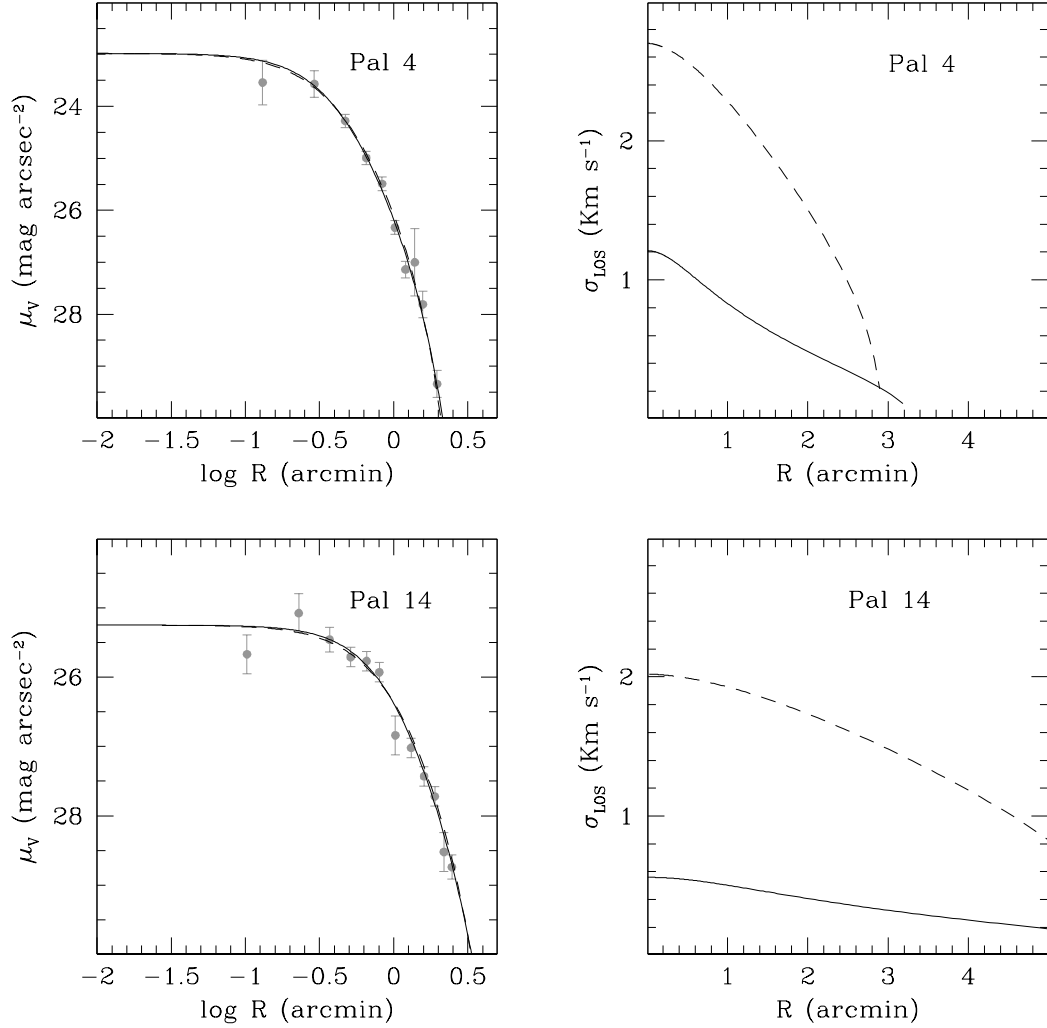 Pal 4
24
26
28
μV (mag arcsec−2)
−2 −1.5 −1 −0.5 0 0.5
log R (arcmin)
Pal 4
2
1
σLOS (Km s−1)
1 2 3 4
R (arcmin)
Pal 14
26
28
μV (mag arcsec−2)
−2 −1.5 −1 −0.5 0 0.5
log R (arcmin)
Pal 14
2
1
σLOS (Km s−1)
1 2 3 4
R (arcmin)